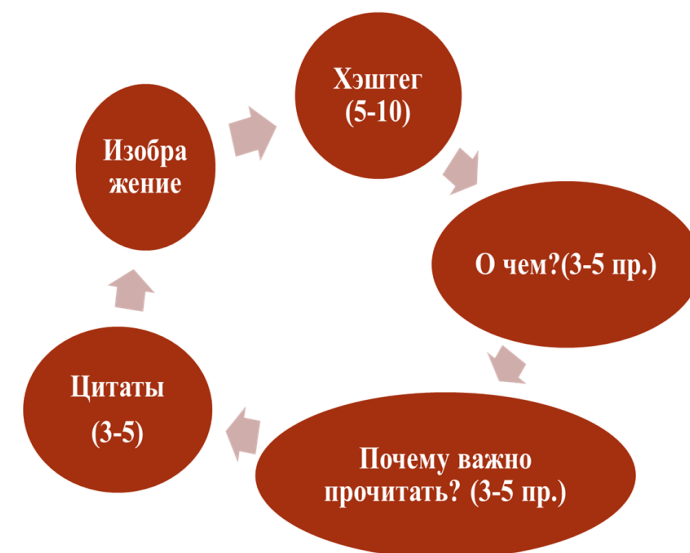 Хэштег
(5-10)
О чем?(3-5 пр.)
Почему важно
прочитать? (3-5 пр.)
Цитаты
(3-5)
Изобра
жение